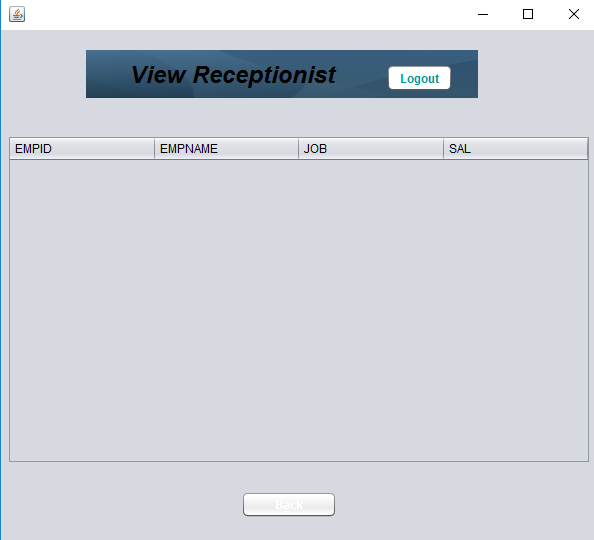 View Receptionist
Logout
EMPID EMPNAME JOB SAL
Back